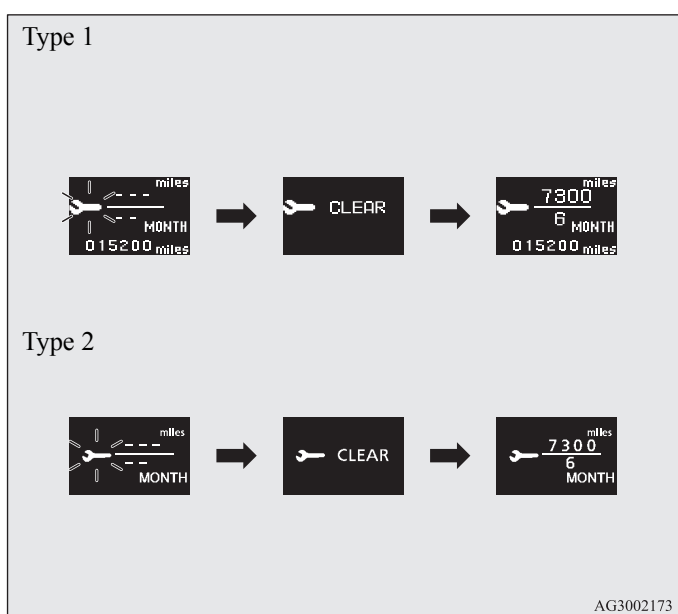 Type 1
miles
---
--
MONTH
015200 miles
CLEAR
miles
7300
6
MONTH
015200 miles
Type 2
miles
---
--
MONTH
CLEAR
miles
7300
6
MONTH
AG3002173